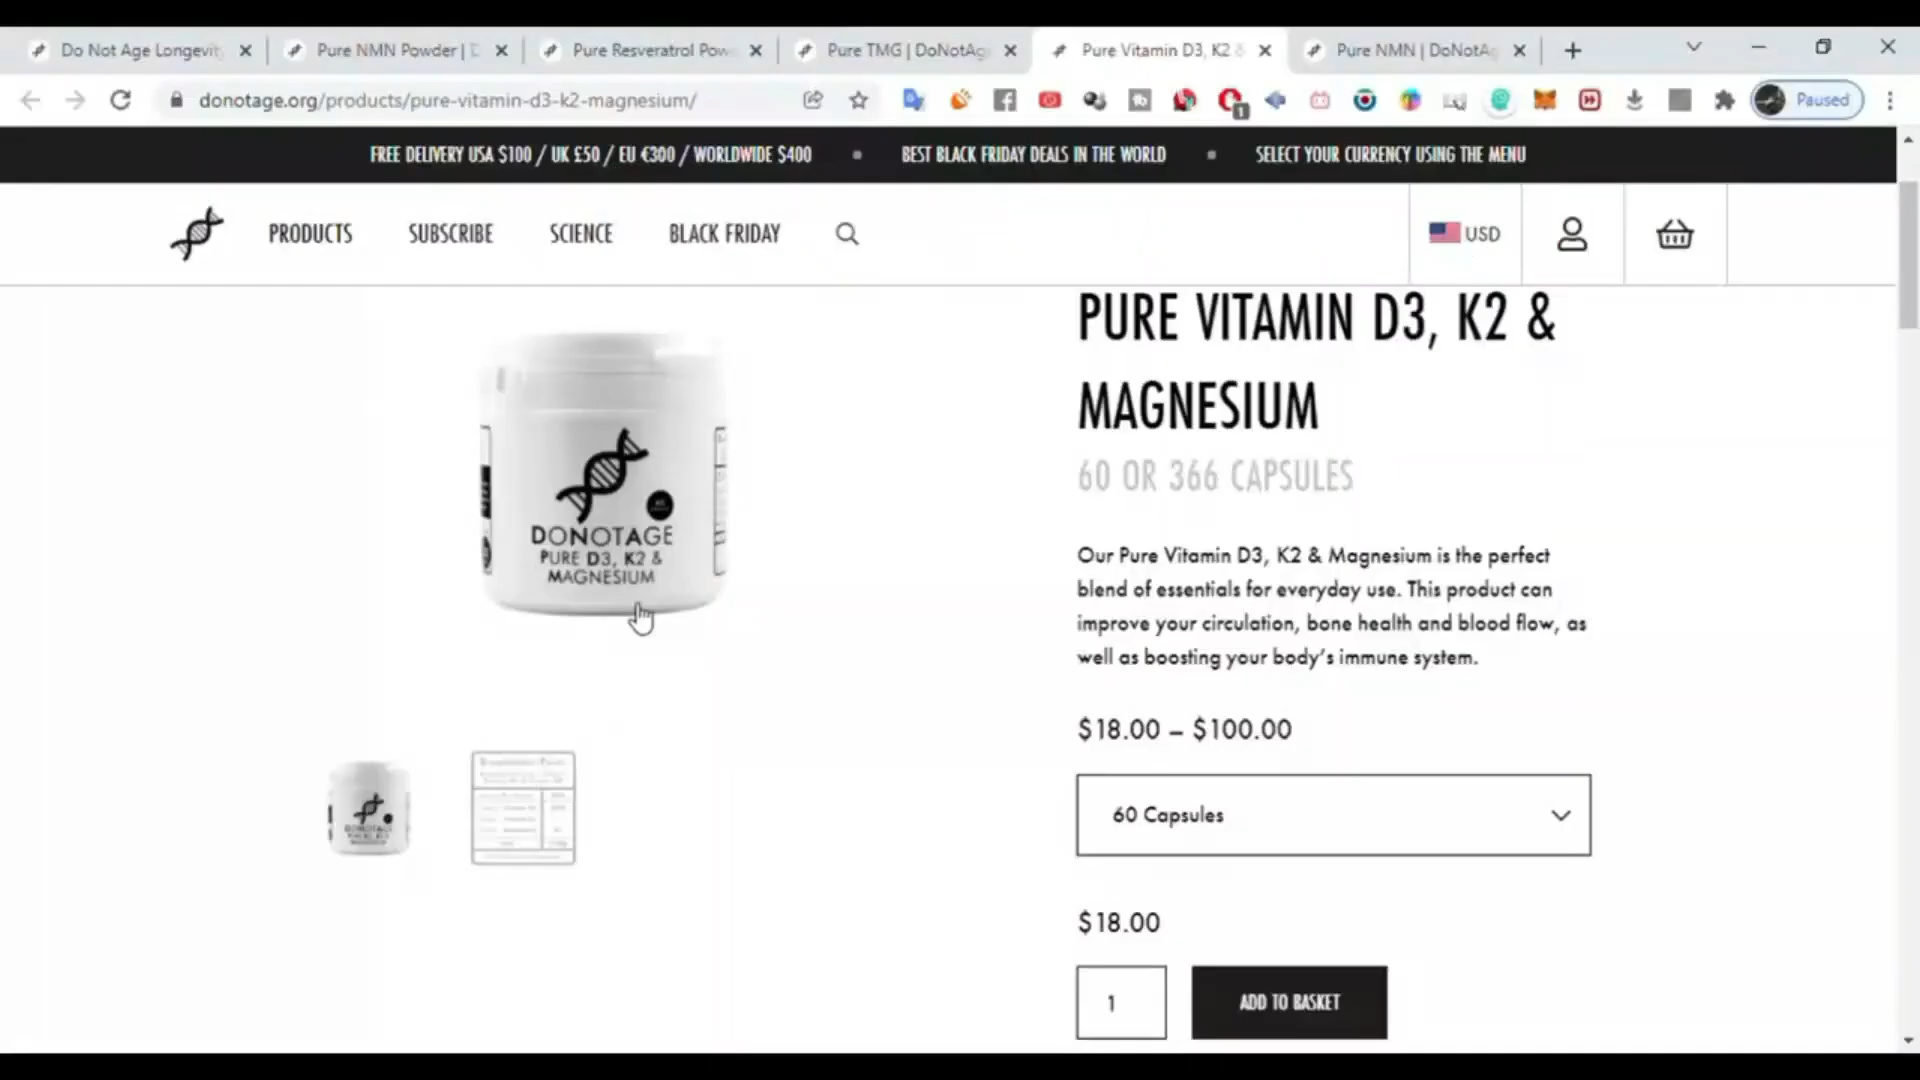 Do Not Age Longevity
Pure NMN Powder |
Pure Resveratrol Pow
Pure TMG | DoNotAg
Pure Vitamin D3, K2 &
Pure NMN | DoNotAg
donotage.org/products/pure-vitamin-d3-k2-magnesium/
1
Paused
FREE DELIVERY USA $100 / UK £50 / EU €300 / WORLDWIDE $400
BEST BLACK FRIDAY DEALS IN THE WORLD
SELECT YOUR CURRENCY USING THE MENU
PRODUCTS
SUBSCRIBE
SCIENCE
BLACK FRIDAY
USD
DONOTAGE
PURE D3, K2 &
MAGNESIUM
PURE VITAMIN D3, K2 &
MAGNESIUM
60 OR 366 CAPSULES
Our Pure Vitamin D3, K2 & Magnesium is the perfect
blend of essentials for everyday use. This product can
improve your circulation, bone health and blood flow, as
well as boosting your body's immune system.
$18.00 – $100.00
60 Capsules
$18.00
1
ADD TO BASKET